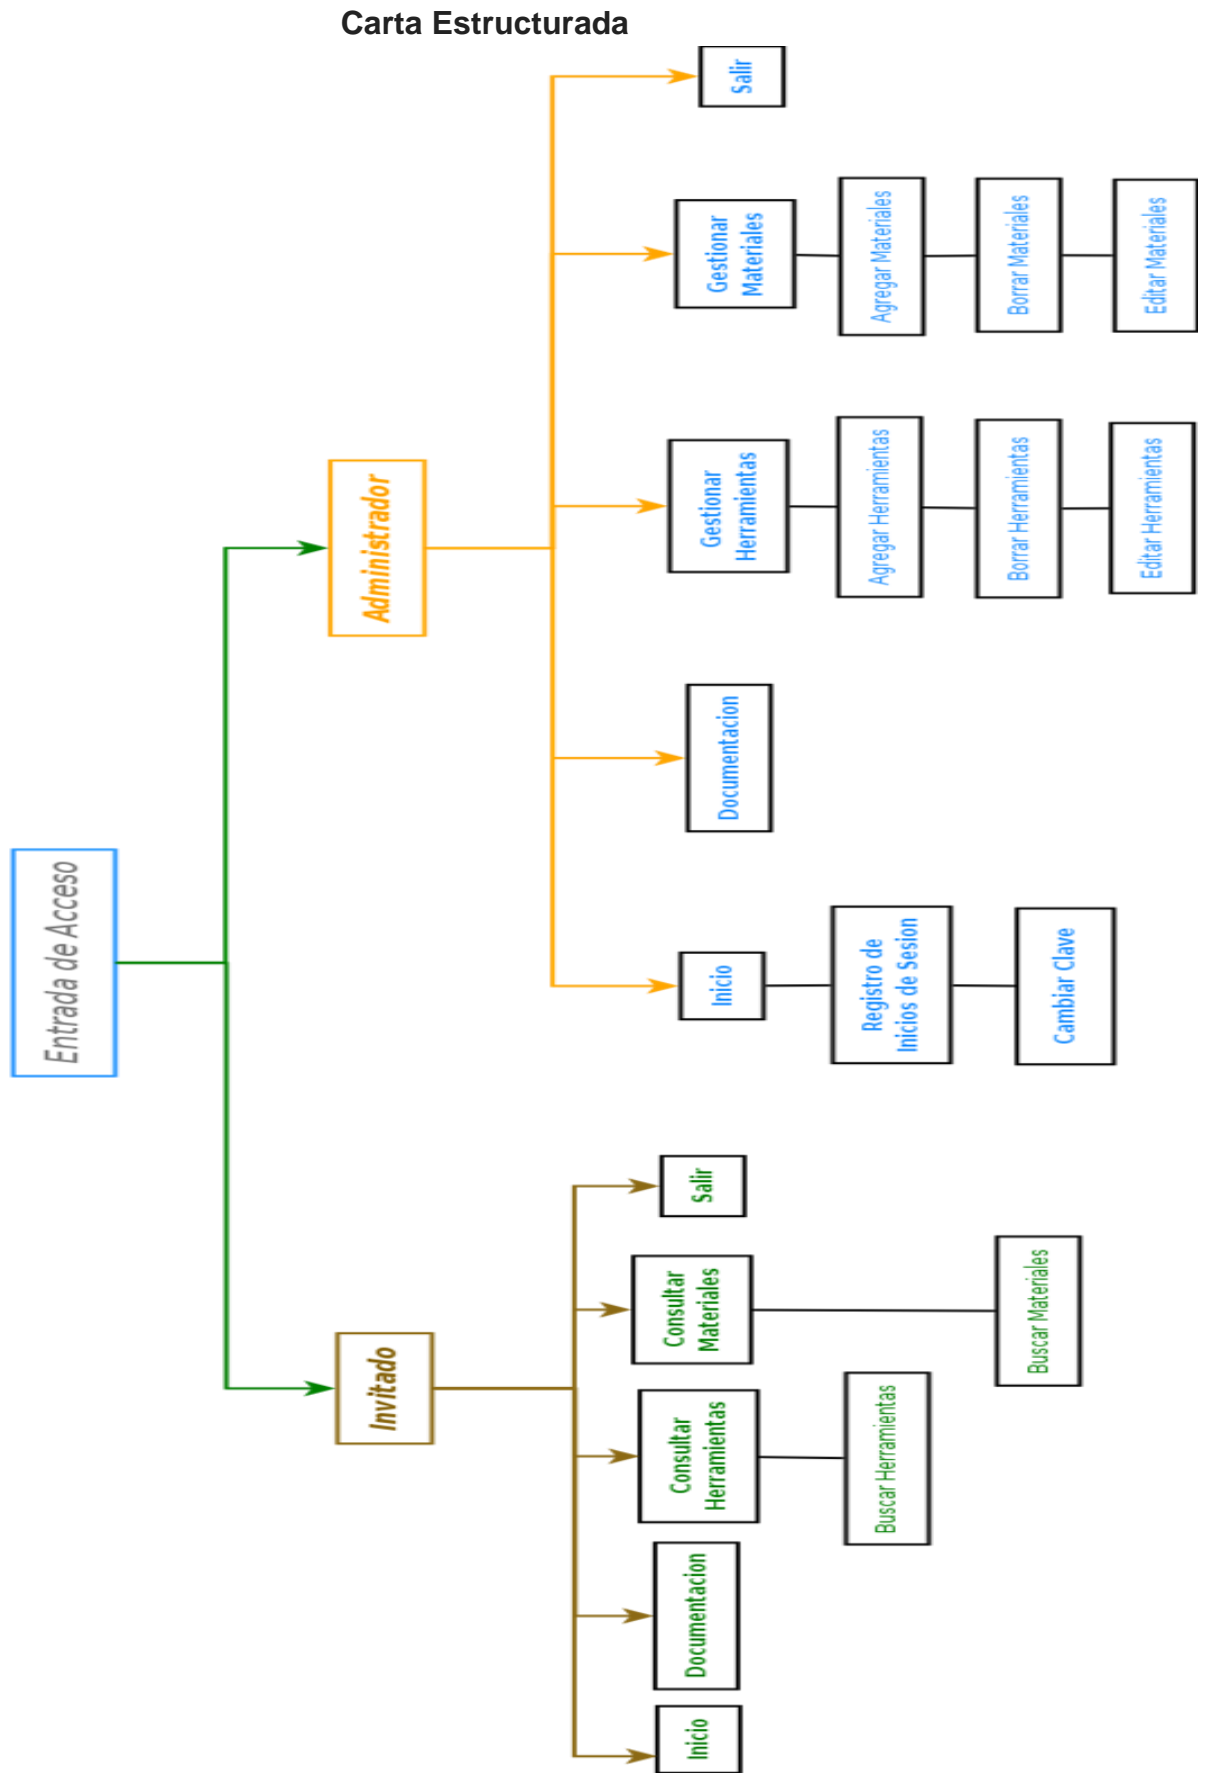 Carta Estructurada
Entrada de Acceso
Invitado
Administrador
Inicio
Documentacion
Consultar
Herramientas
Consultar
Materiales
Salir
Buscar Herramientas
Buscar Materiales
Inicio
Documentacion
Gestionar
Herramientas
Gestionar
Materiales
Salir
Registro de
Inicios de Sesion
Cambiar Clave
Agregar Herramientas
Borrar Herramientas
Editar Herramientas
Agregar Materiales
Borrar Materiales
Editar Materiales